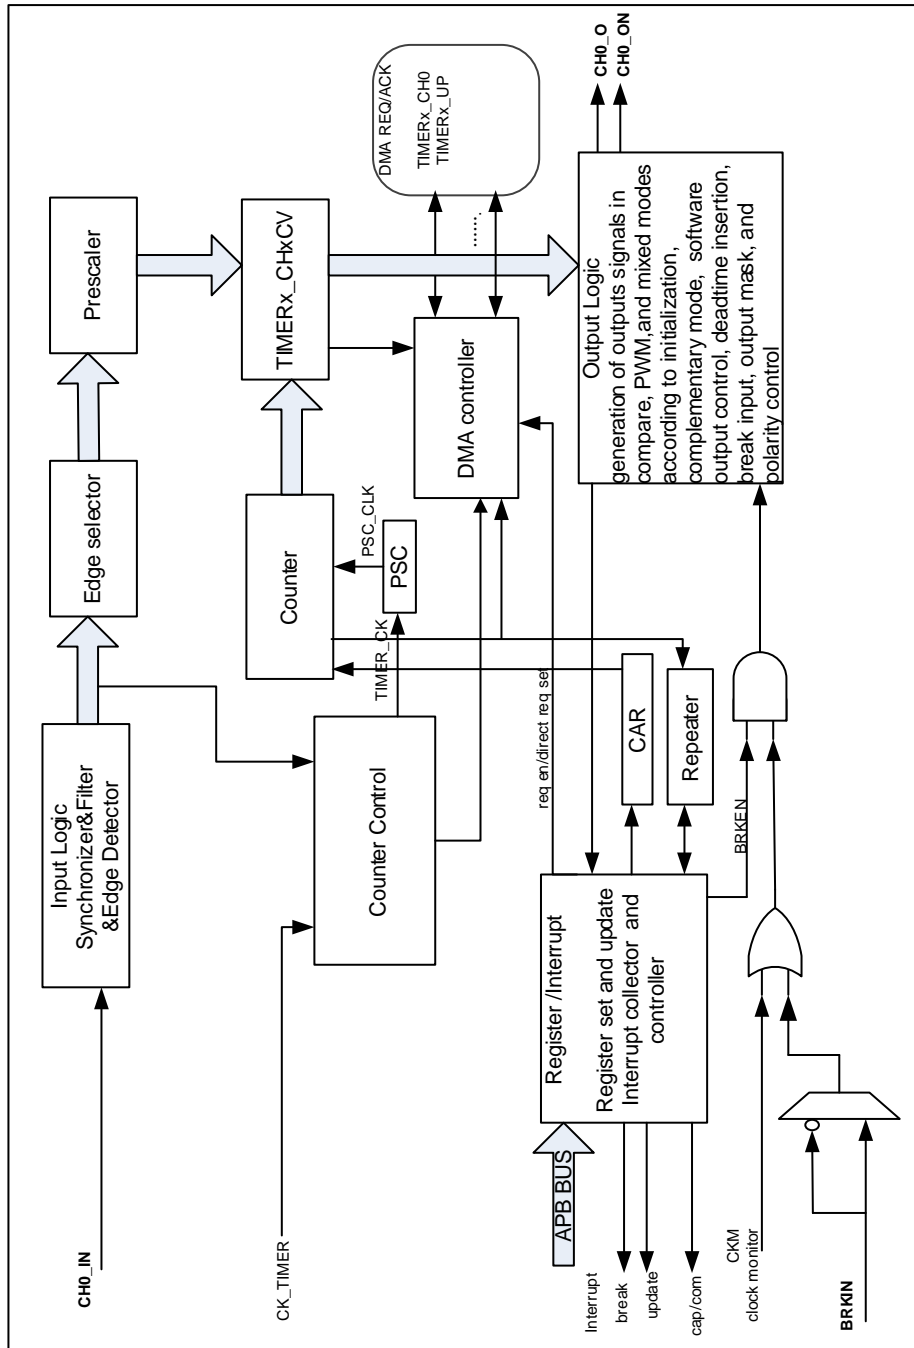 CH0_IN
Input Logic
Synchronizer&Filter
&Edge Detector
Edge selector
Prescaler
CK_TIMER
Counter Control
TIMER_CK
PSC
PSC_CLK
Counter
TIMERx_CHxCV
DMA controller
DMA REQ/ACK
TIMERx_CH0
TIMERx_UP
.......
req en/direct req set
APB BUS
Register /Interrupt
Register set and update
Interrupt collector and
controller
CAR
Repeater
Interrupt
break
update
cap/com
BRKEN
CKM
clock monitor
BRKIN
Output Logic
generation of outputs signals in
compare, PWM,and mixed modes
according to initialization,
complementary mode, software
output control, deadtime insertion,
break input, output mask, and
polarity control
CH0_O
CH0_ON